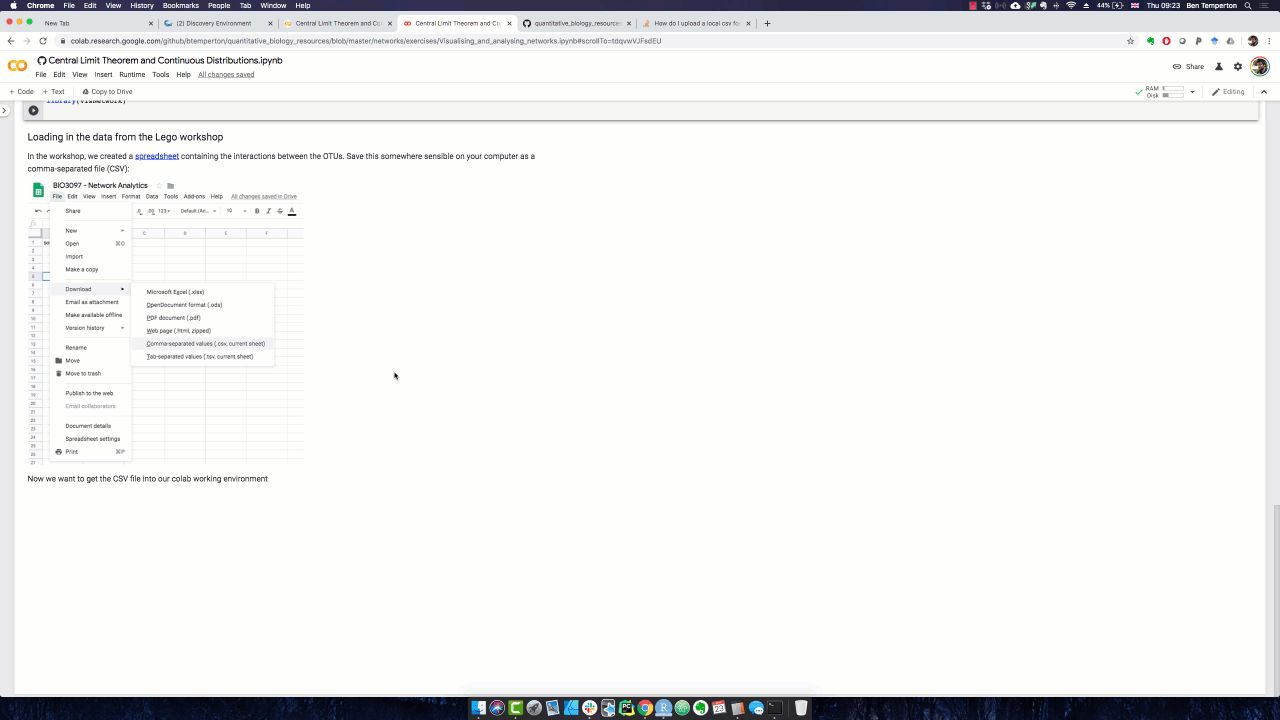 Chrome File Edit View History Bookmarks People Tab Window Help
44% Thu 09:23 Ben Temperton
New Tab
(2) Discovery Environment
Central Limit Theorem and Co
Central Limit Theorem and Con
quantitative_biology_resources
How do I upload a local csv for
colab.research.google.com/github/btemperton/quantitative_biology_resources/blob/master/networks/exercises/Visualising_and_analysing_networks.ipynb#scrollTo=tdqvwVJFsdEU
Central Limit Theorem and Continuous Distributions.ipynb
File Edit View Insert Runtime Tools Help All changes saved
Share
+ Code + Text Copy to Drive
RAM
Disk
Editing
library(visNetwork)
Loading in the data from the Lego workshop
In the workshop, we created a spreadsheet containing the interactions between the OTUs. Save this somewhere sensible on your computer as a
comma-separated file (CSV):
BIO3097 - Network Analytics
File Edit View Insert Format Data Tools Add-ons Help All changes saved in Drive
.0 .00 123 Default (Ari... 10 B I S A
fx
C D E F
Share
New
Open ⌘O
Import
Make a copy
Download
Email as attachment
Make available offline
Version history
Rename
Move
Move to trash
Publish to the web
Email collaborators
Document details
Spreadsheet settings
Print ⌘P
Microsoft Excel (.xlsx)
OpenDocument format (.ods)
PDF document (.pdf)
Web page (.html, zipped)
Comma-separated values (.csv, current sheet)
Tab-separated values (.tsv, current sheet)
1
2
3
4
5
6
7
8
9
10
11
12
13
14
15
16
17
18
19
20
21
22
23
24
25
26
27
Now we want to get the CSV file into our colab working environment